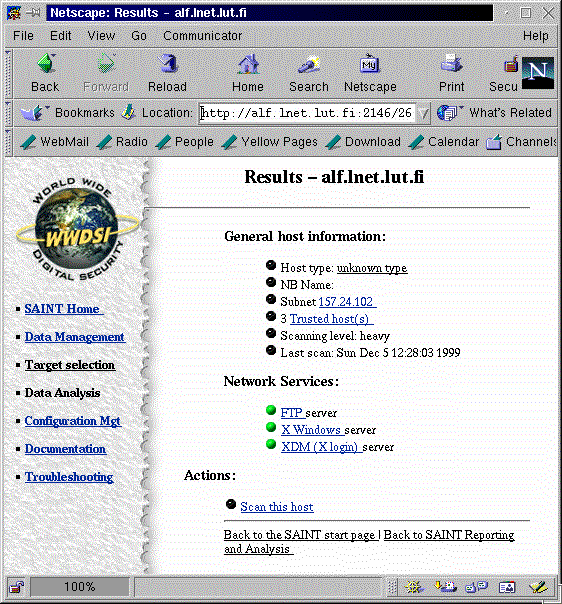 Netscape: Results – alf.lnet.lut.fi
File Edit View Go Communicator Help
Back Forward Reload Home Search Netscape Print Secu
My
N
Bookmarks Location: http://alf.lnet.lut.fi:2146/26 What's Related
WebMail Radio People Yellow Pages Download Calendar Channels
Results – alf.lnet.lut.fi
WORLD WIDE
WWDSI
DIGITAL SECURITY
SAINT Home
Data Management
Target selection
Data Analysis
Configuration Mgt
Documentation
Troubleshooting
General host information:
Host type: unknown type
NB Name:
Subnet 157.24.102
3 Trusted host(s)
Scanning level: heavy
Last scan: Sun Dec 5 12:28:03 1999
Network Services:
FTP server
X Windows server
XDM (X login) server
Actions:
Scan this host
Back to the SAINT start page | Back to SAINT Reporting
and Analysis
100%